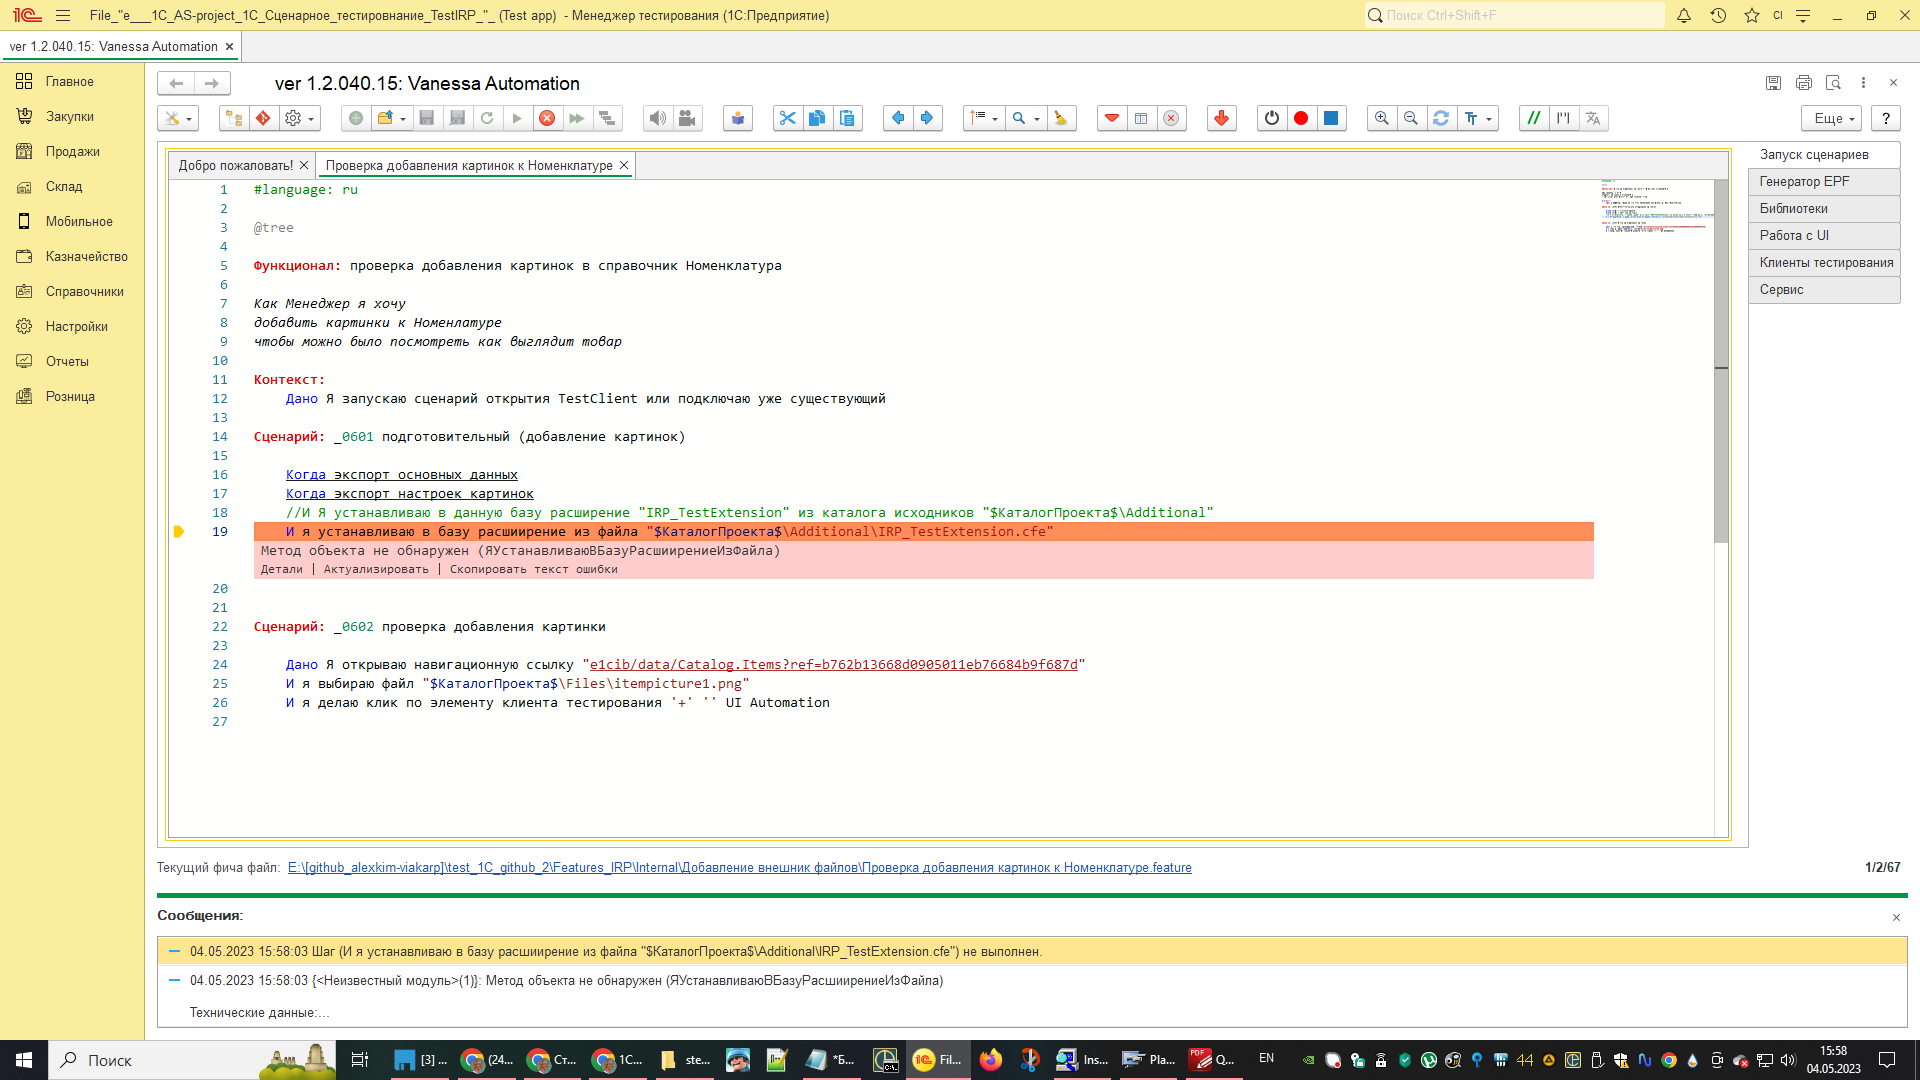 File_"e___1C_AS-project_1C_Сценарное_тестировнание_TestIRP_"_ (Test app) - Менеджер тестирования (1С:Предприятие)
Поиск Ctrl+Shift+F
CI
ver 1.2.040.15: Vanessa Automation
Главное
Закупки
Продажи
Склад
Мобильное
Казначейство
Справочники
Настройки
Отчеты
Розница
ver 1.2.040.15: Vanessa Automation
Еще
?
Добро пожаловать!
Проверка добавления картинок к Номенклатуре
1 #language: ru
2
3 @tree
4
5 Функционал: проверка добавления картинок в справочник Номенклатура
6
7 Как Менеджер я хочу
8 добавить картинки к Номенлатуре
9 чтобы можно было посмотреть как выглядит товар
10
11 Контекст:
12 Дано Я запускаю сценарий открытия TestClient или подключаю уже существующий
13
14 Сценарий: _0601 подготовительный (добавление картинок)
15
16 Когда экспорт основных данных
17 Когда экспорт настроек картинок
18 //И Я устанавливаю в данную базу расширение "IRP_TestExtension" из каталога исходников "$КаталогПроекта$\Additional"
19 И я устанавливаю в базу расшиирение из файла "$КаталогПроекта$\Additional\IRP_TestExtension.cfe"
Метод объекта не обнаружен (ЯУстанавливаюВБазуРасшиирениеИзФайла)
Детали | Актуализировать | Скопировать текст ошибки
20
21
22 Сценарий: _0602 проверка добавления картинки
23
24 Дано Я открываю навигационную ссылку "e1cib/data/Catalog.Items?ref=b762b13668d0905011eb76684b9f687d"
25 И я выбираю файл "$КаталогПроекта$\Files\itempicture1.png"
26 И я делаю клик по элементу клиента тестирования '+' '' UI Automation
27
Запуск сценариев
Генератор EPF
Библиотеки
Работа с UI
Клиенты тестирования
Сервис
Текущий фича файл: E:\[github_alexkim-viakarp]\test_1C_github_2\Features_IRP\Internal\Добавление внешник файлов\Проверка добавления картинок к Номенклатуре.feature
1/2/67
Сообщения:
04.05.2023 15:58:03 Шаг (И я устанавливаю в базу расшиирение из файла "$КаталогПроекта$\Additional\IRP_TestExtension.cfe") не выполнен.
04.05.2023 15:58:03 {<Неизвестный модуль>(1)}: Метод объекта не обнаружен (ЯУстанавливаюВБазуРасшиирениеИзФайла)
Технические данные:...
Поиск
[3] ...
(24...
Ст...
1С...
ste...
*Б...
Fil...
Ins...
Pla...
Q...
EN
44
15:58
04.05.2023